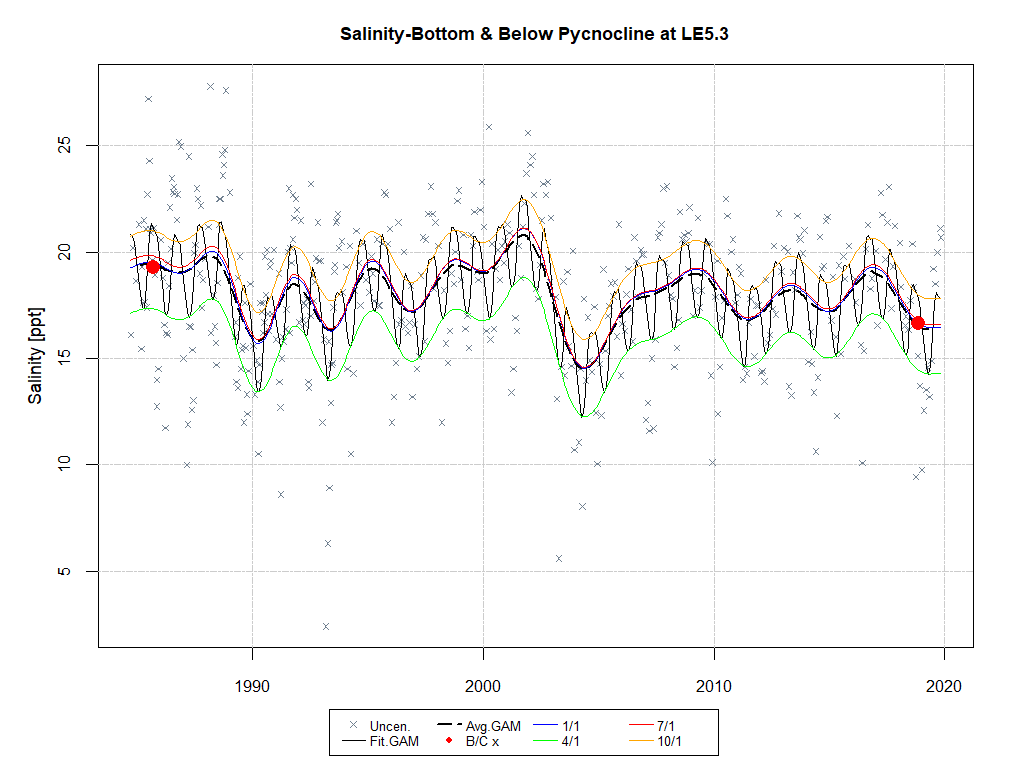 Salinity-Bottom & Below Pycnocline at LE5.3
Salinity [ppt]
25
20
15
10
5
1990 2000 2010 2020
Uncen. Avg.GAM 1/1 7/1
Fit.GAM B/C x 4/1 10/1